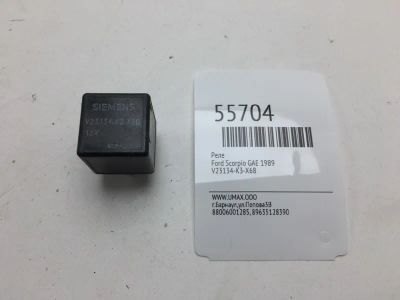 SIEMENS
12V
55704
Реле
Ford Scorpio GAE 1989
V23134-K3-X68
WWW.UMAX.OOO
г.Барнаул,ул.Попова59
88006001285, 89635128390